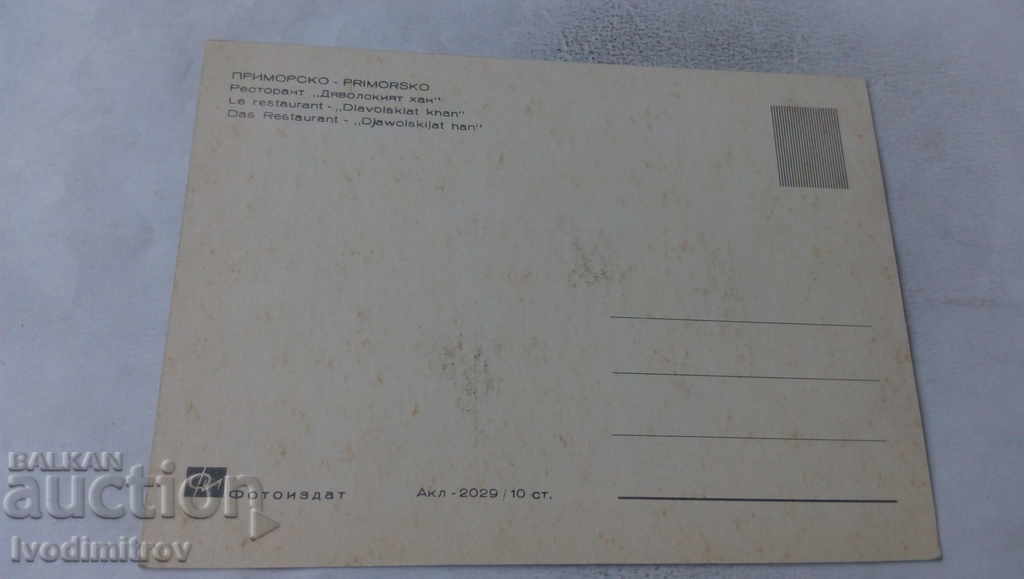 ПРИМОРСКО - PRIMORSKO
Ресторант „Дяволският хан"
Le restaurant - „Diavolskiat khan"
Das Restaurant - „Djawolskijat han"
Фотоиздат
Акл - 2029 / 10 ст.
BALKAN
auction
Ivodimitrov